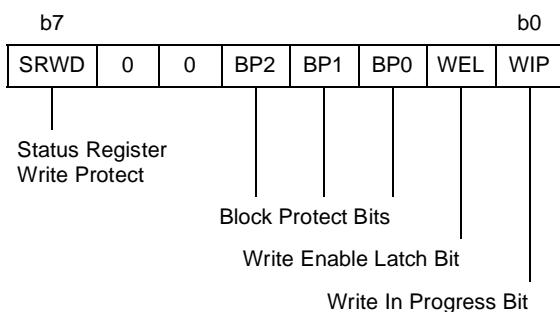 b7 b0
SRWD 0 0 BP2 BP1 BP0 WEL WIP
Status Register
Write Protect
Block Protect Bits
Write Enable Latch Bit
Write In Progress Bit